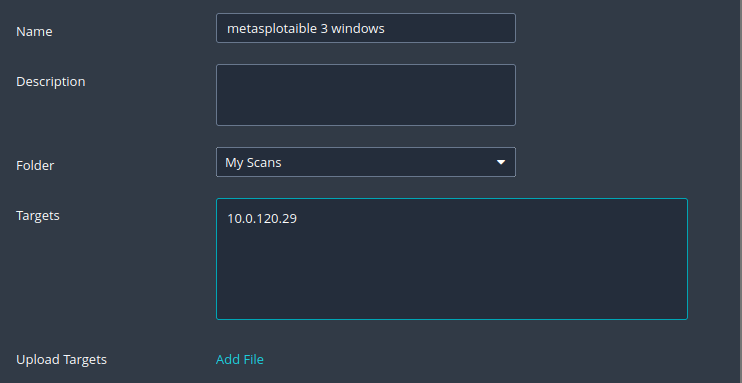 Name
metasplotaible 3 windows
Description
Folder
My Scans
Targets
10.0.120.29
Upload Targets
Add File